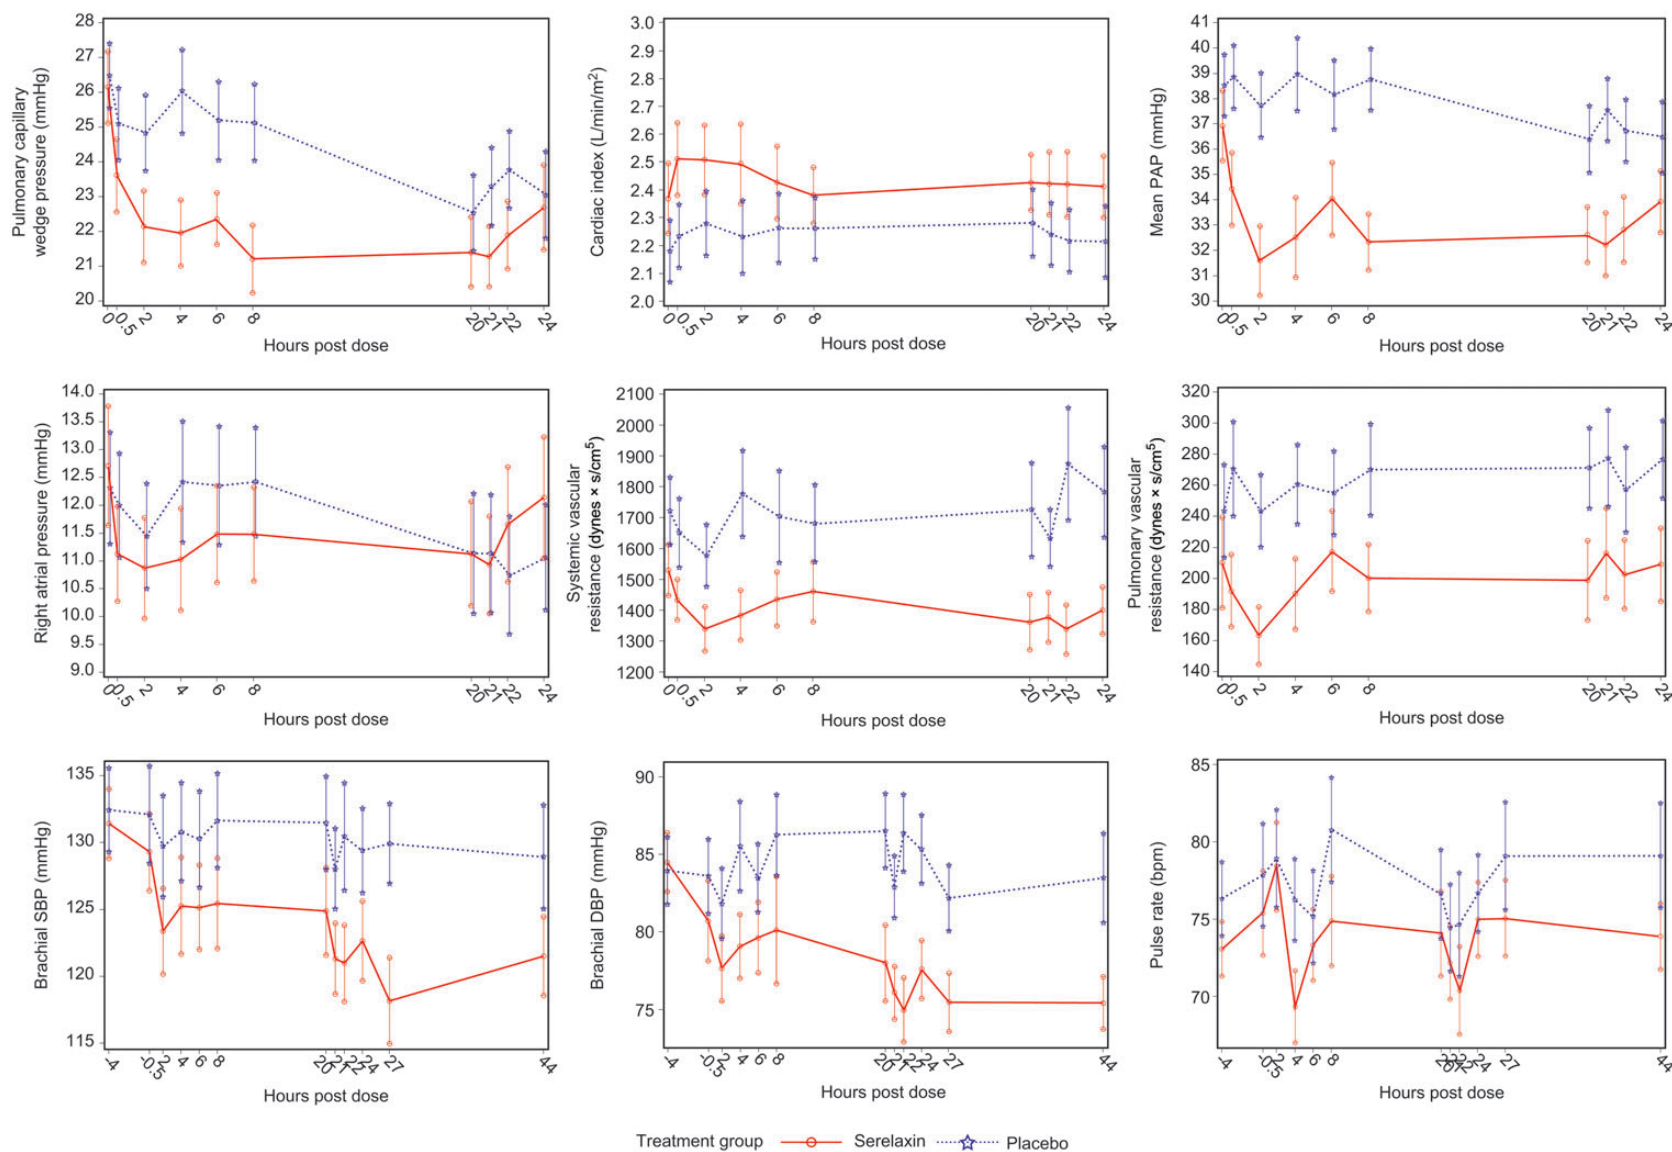 Pulmonary capillary
wedge pressure (mmHg)
28
27
26
25
24
23
22
21
20
0 0.5 2 4 6 8 20 21 22 24
Hours post dose
Cardiac index (L/min/m²)
3.0
2.9
2.8
2.7
2.6
2.5
2.4
2.3
2.2
2.1
2.0
0 0.5 2 4 6 8 20 21 22 24
Hours post dose
Mean PAP (mmHg)
41
40
39
38
37
36
35
34
33
32
31
30
0 0.5 2 4 6 8 20 21 22 24
Hours post dose
Right atrial pressure (mmHg)
14.0
13.5
13.0
12.5
12.0
11.5
11.0
10.5
10.0
9.5
9.0
0 0.5 2 4 6 8 20 21 22 24
Hours post dose
Systemic vascular
resistance (dynes × s/cm⁵)
2100
2000
1900
1800
1700
1600
1500
1400
1300
1200
0 0.5 2 4 6 8 20 21 22 24
Hours post dose
Pulmonary vascular
resistance (dynes × s/cm⁵)
320
300
280
260
240
220
200
180
160
140
0 0.5 2 4 6 8 20 21 22 24
Hours post dose
Brachial SBP (mmHg)
135
130
125
120
115
-4 -0.5 2 4 6 8 20 21 22 24 27 44
Hours post dose
Brachial DBP (mmHg)
90
85
80
75
-4 -0.5 2 4 6 8 20 21 22 24 27 44
Hours post dose
Pulse rate (bpm)
85
80
75
70
-4 -0.5 2 4 6 8 20 21 22 24 27 44
Hours post dose
Treatment group Serelaxin Placebo